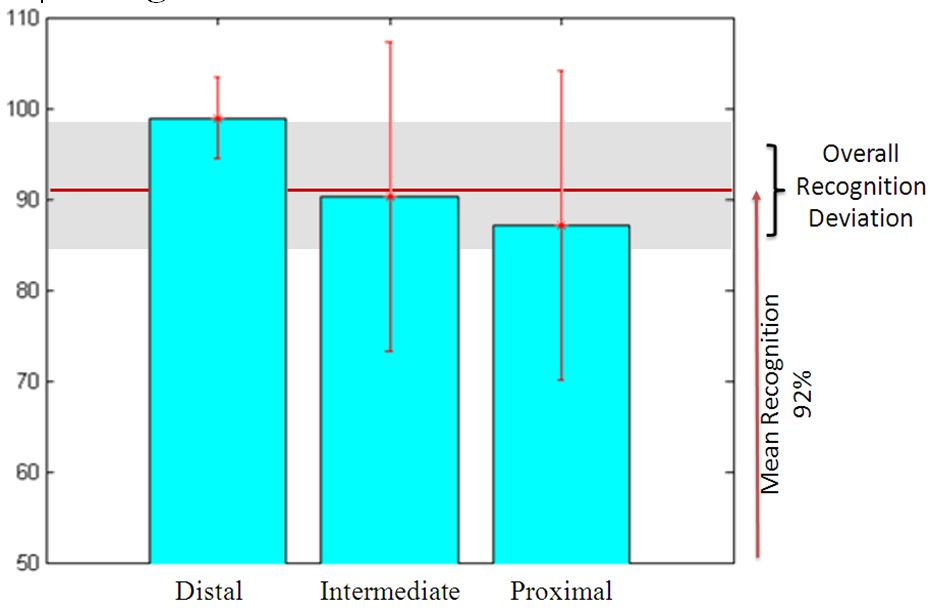 110
100
90
80
70
60
50
Distal
Intermediate
Proximal
Overall
Recognition
Deviation
Mean Recognition
92%